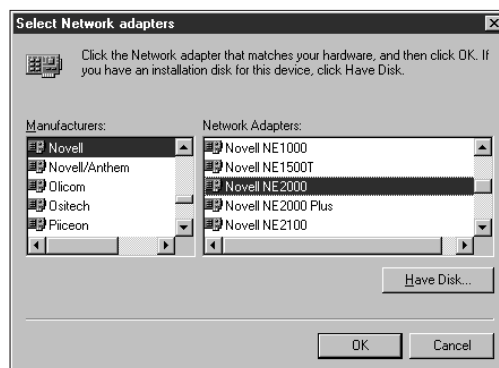 Select Network adapters
Click the Network adapter that matches your hardware, and then click OK. If
you have an installation disk for this device, click Have Disk.
Manufacturers:
Novell
Novell/Anthem
Olicom
Ositech
Piiceon
Network Adapters:
Novell NE1000
Novell NE1500T
Novell NE2000
Novell NE2000 Plus
Novell NE2100
Have Disk...
OK
Cancel